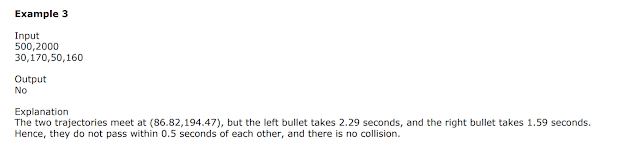 Example 3
Input
500,2000
30,170,50,160
Output
No
Explanation
The two trajectories meet at (86.82,194.47), but the left bullet takes 2.29 seconds, and the right bullet takes 1.59 seconds.
Hence, they do not pass within 0.5 seconds of each other, and there is no collision.